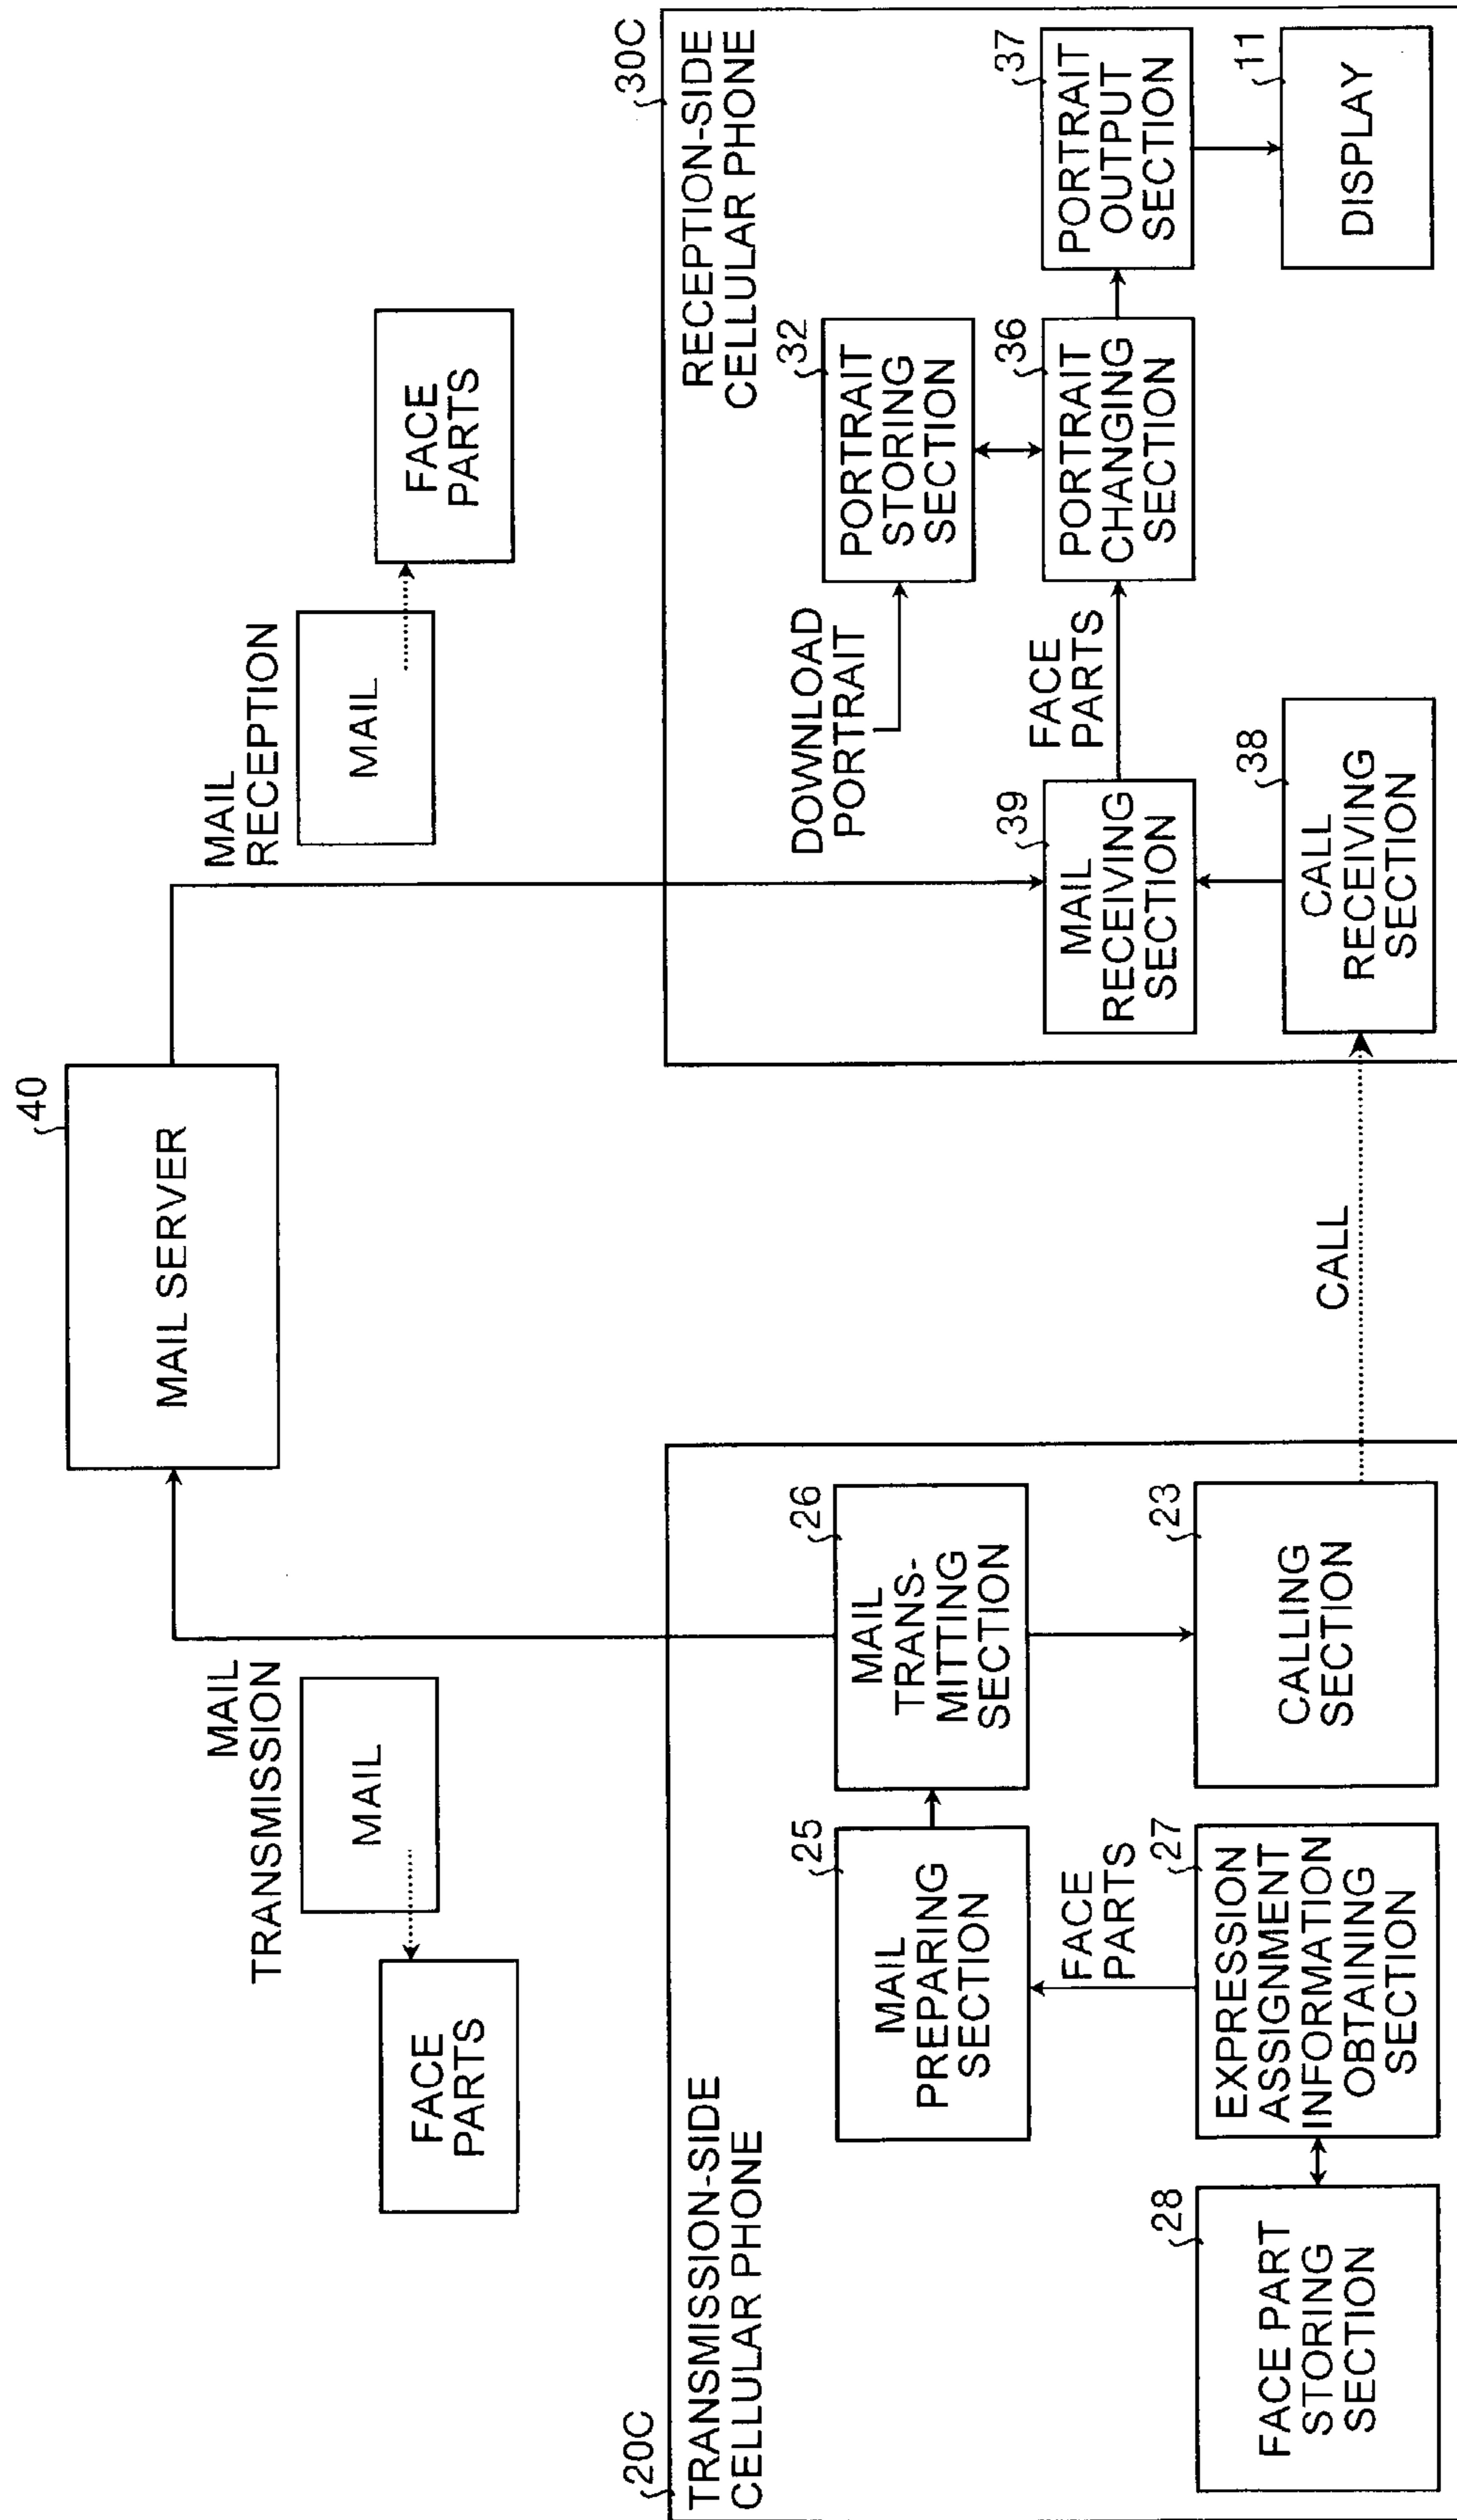 40
MAIL SERVER
MAIL
TRANSMISSION
MAIL
FACE
PARTS
MAIL
RECEPTION
MAIL
FACE
PARTS
20C
TRANSMISSION-SIDE
CELLULAR PHONE
25
MAIL
PREPARING
SECTION
26
MAIL
TRANS-
MITTING
SECTION
FACE
PARTS
28
FACE PART
STORING
SECTION
27
EXPRESSION
ASSIGNMENT
INFORMATION
OBTAINING
SECTION
23
CALLING
SECTION
CALL
30C
RECEPTION-SIDE
CELLULAR PHONE
DOWNLOAD
PORTRAIT
32
PORTRAIT
STORING
SECTION
39
MAIL
RECEIVING
SECTION
FACE
PARTS
36
PORTRAIT
CHANGING
SECTION
37
PORTRAIT
OUTPUT
SECTION
38
CALL
RECEIVING
SECTION
11
DISPLAY